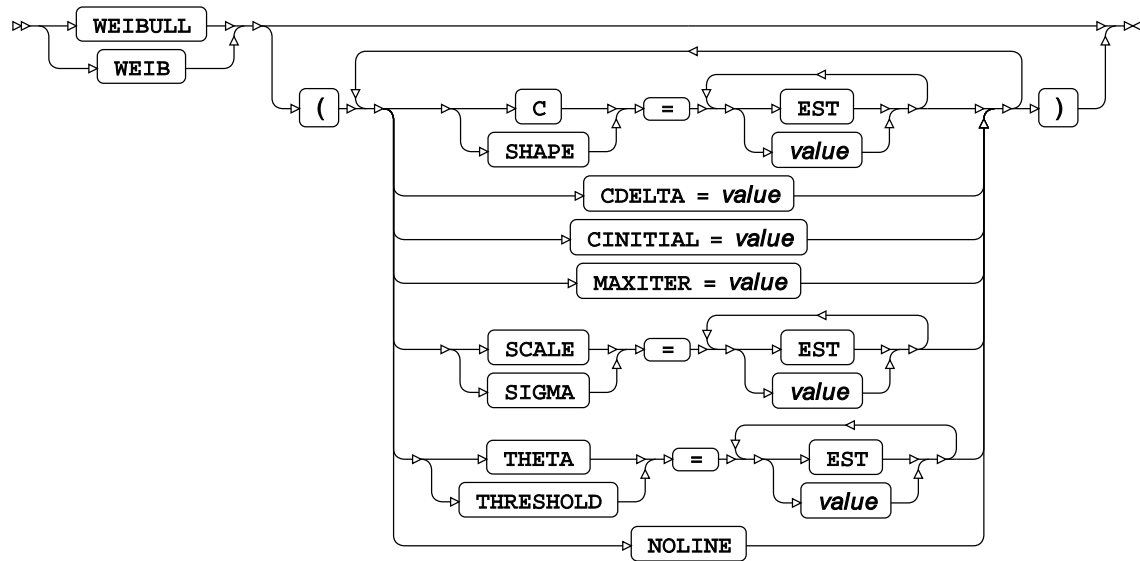 WEIBULL
WEIB
( C = EST )
SHAPE value
CDELTA = value
CINITIAL = value
MAXITER = value
SCALE = EST
SIGMA value
THETA = EST
THRESHOLD value
NOLINE